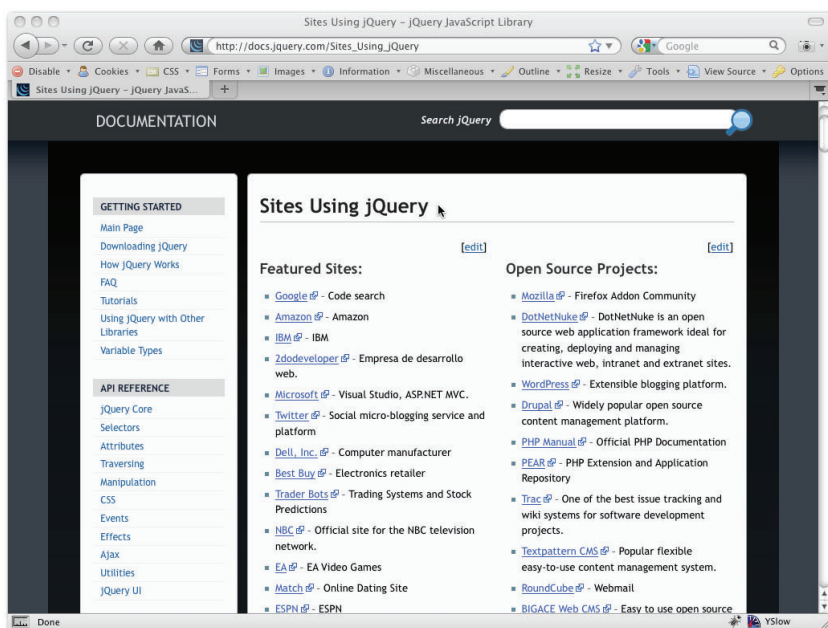 Sites Using jQuery – jQuery JavaScript Library
http://docs.jquery.com/Sites_Using_jQuery
Google
Disable
Cookies
CSS
Forms
Images
Information
Miscellaneous
Outline
Resize
Tools
View Source
Options
Sites Using jQuery – jQuery JavaS...
+
DOCUMENTATION
Search jQuery
GETTING STARTED
Main Page
Downloading jQuery
How jQuery Works
FAQ
Tutorials
Using jQuery with Other
Libraries
Variable Types
API REFERENCE
jQuery Core
Selectors
Attributes
Traversing
Manipulation
CSS
Events
Effects
Ajax
Utilities
jQuery UI
Sites Using jQuery
[edit]
Featured Sites:
Google - Code search
Amazon - Amazon
IBM - IBM
2dodeveloper - Empresa de desarrollo
web.
Microsoft - Visual Studio, ASP.NET MVC.
Twitter - Social micro-blogging service and
platform
Dell, Inc. - Computer manufacturer
Best Buy - Electronics retailer
Trader Bots - Trading Systems and Stock
Predictions
NBC - Official site for the NBC television
network.
EA - EA Video Games
Match - Online Dating Site
ESPN - ESPN
[edit]
Open Source Projects:
Mozilla - Firefox Addon Community
DotNetNuke - DotNetNuke is an open
source web application framework ideal for
creating, deploying and managing
interactive web, intranet and extranet sites.
WordPress - Extensible blogging platform.
Drupal - Widely popular open source
content management platform.
PHP Manual - Official PHP Documentation
PEAR - PHP Extension and Application
Repository
Trac - One of the best issue tracking and
wiki systems for software development
projects.
Textpattern CMS - Popular flexible
easy-to-use content management system.
RoundCube - Webmail
BIGACE Web CMS - Easy to use open source
Done
YSlow